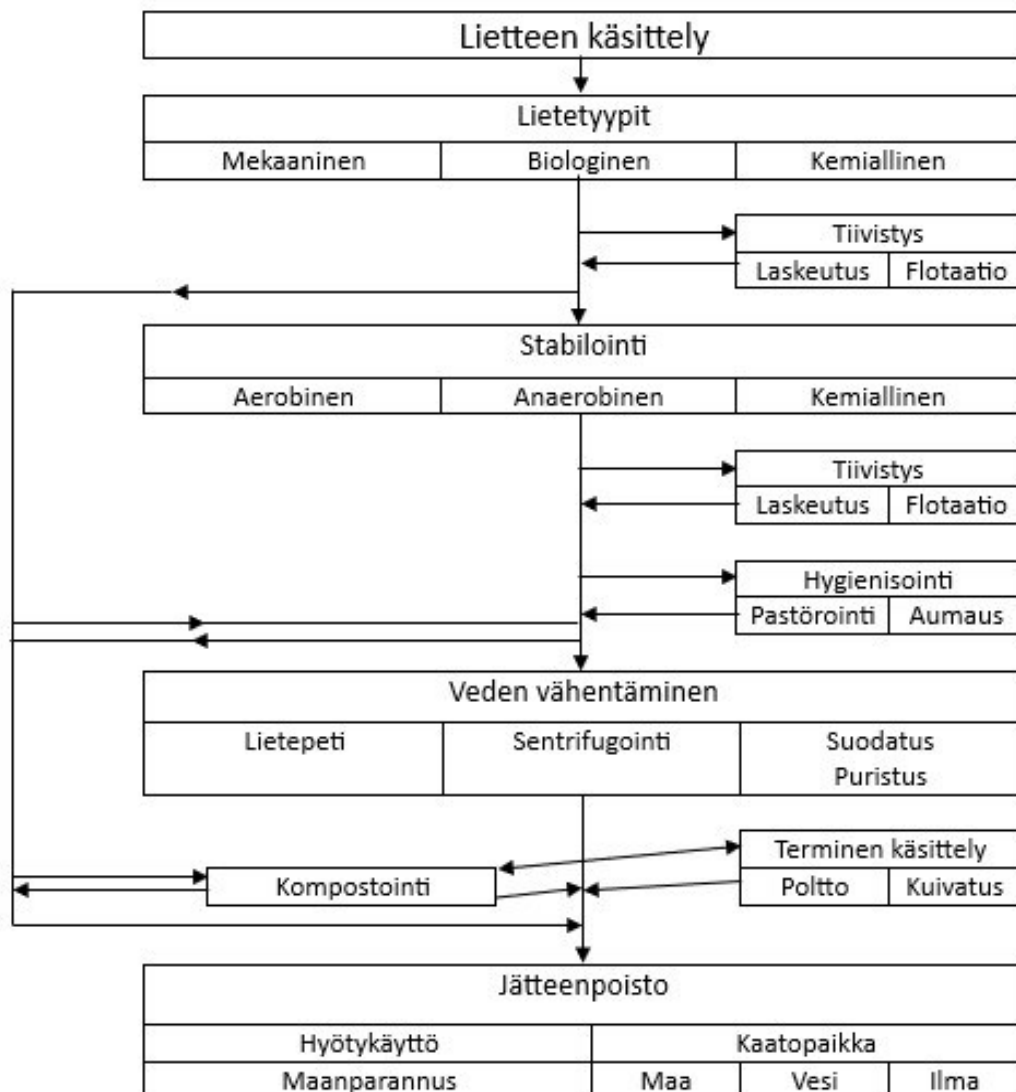 Lietteen käsittely
Lietetyypit
Mekaaninen Biologinen Kemiallinen
Tiivistys
Laskeutus Flotaatio
Stabilointi
Aerobinen Anaerobinen Kemiallinen
Tiivistys
Laskeutus Flotaatio
Hygienisointi
Pastörointi Aumaus
Veden vähentäminen
Lietepeti Sentrifugointi Suodatus
Puristus
Terminen käsittely
Kompostointi Poltto Kuivatus
Jätteenpoisto
Hyötykäyttö Kaatopaikka
Maanparannus Maa Vesi Ilma